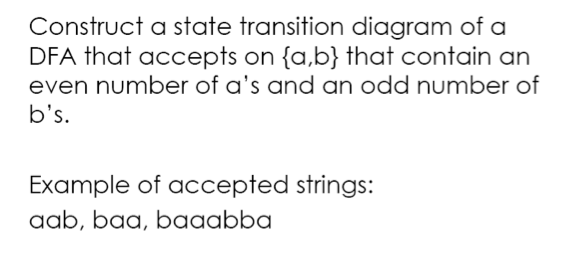 Construct a state transition diagram of a
DFA that accepts on {a,b} that contain an
even number of a's and an odd number of
b's.
Example of accepted strings:
aab, baa, baaabba